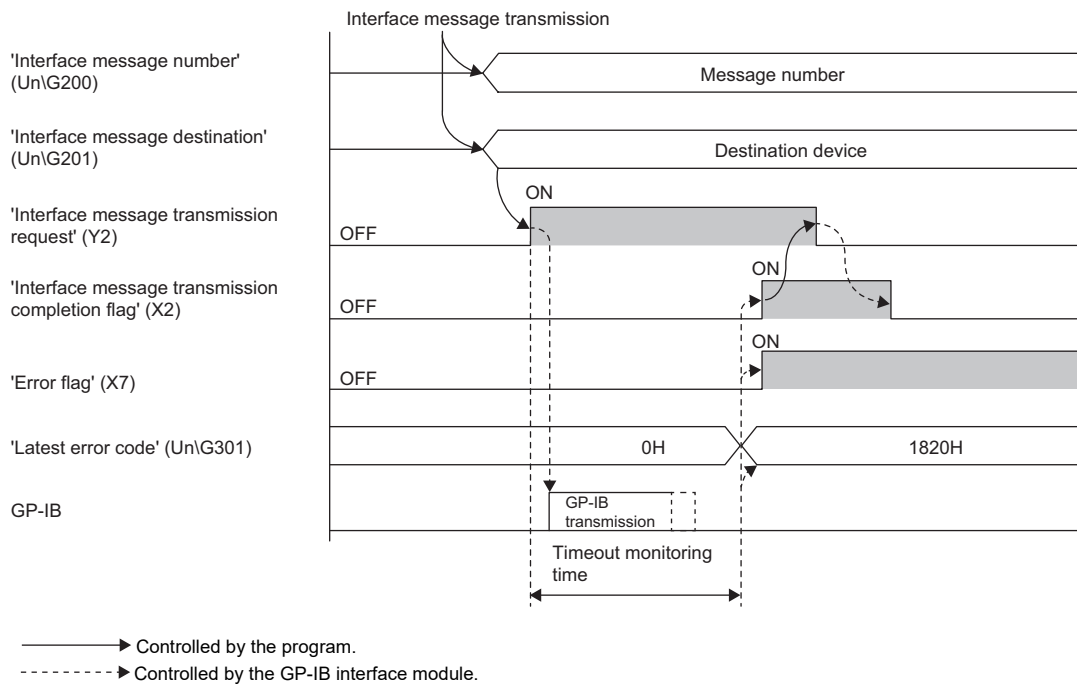 Interface message transmission
'Interface message number'
(Un\G200)
Message number
'Interface message destination'
(Un\G201)
Destination device
ON
'Interface message transmission
request' (Y2)
OFF
ON
'Interface message transmission
completion flag' (X2)
OFF
ON
'Error flag' (X7)
OFF
'Latest error code' (Un\G301)
0H
1820H
GP-IB
GP-IB
transmission
Timeout monitoring
time
Controlled by the program.
Controlled by the GP-IB interface module.